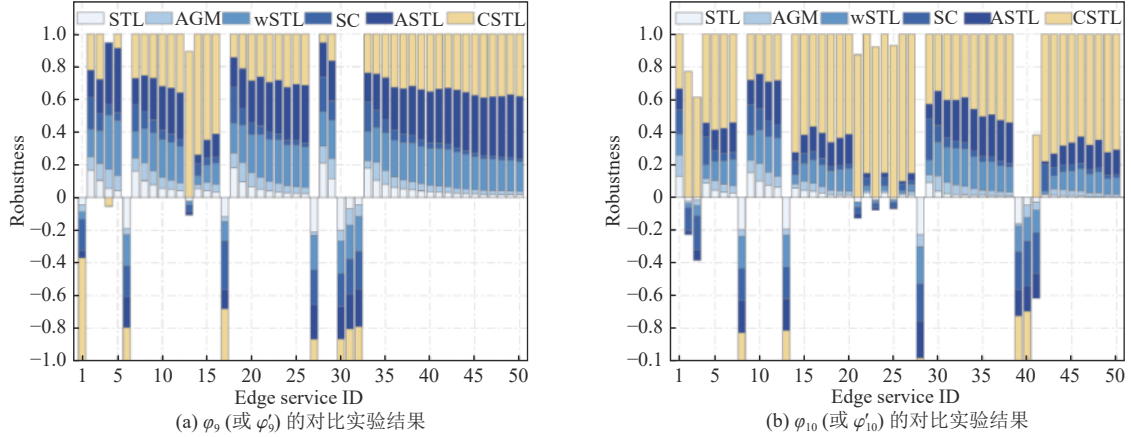 STL AGM wSTL SC ASTL CSTL
1.0
0.8
0.6
0.4
0.2
0
−0.2
−0.4
−0.6
−0.8
−1.0
Robustness
1 5 10 15 20 26 30 35 40 45 50
Edge service ID
(a) φ₉ (或 φ′₉) 的对比实验结果
STL AGM wSTL SC ASTL CSTL
1.0
0.8
0.6
0.4
0.2
0
−0.2
−0.4
−0.6
−0.8
−0.1
Robustness
1 5 10 15 20 25 30 35 40 45 50
Edge service ID
(b) φ₁₀ (或 φ′₁₀) 的对比实验结果